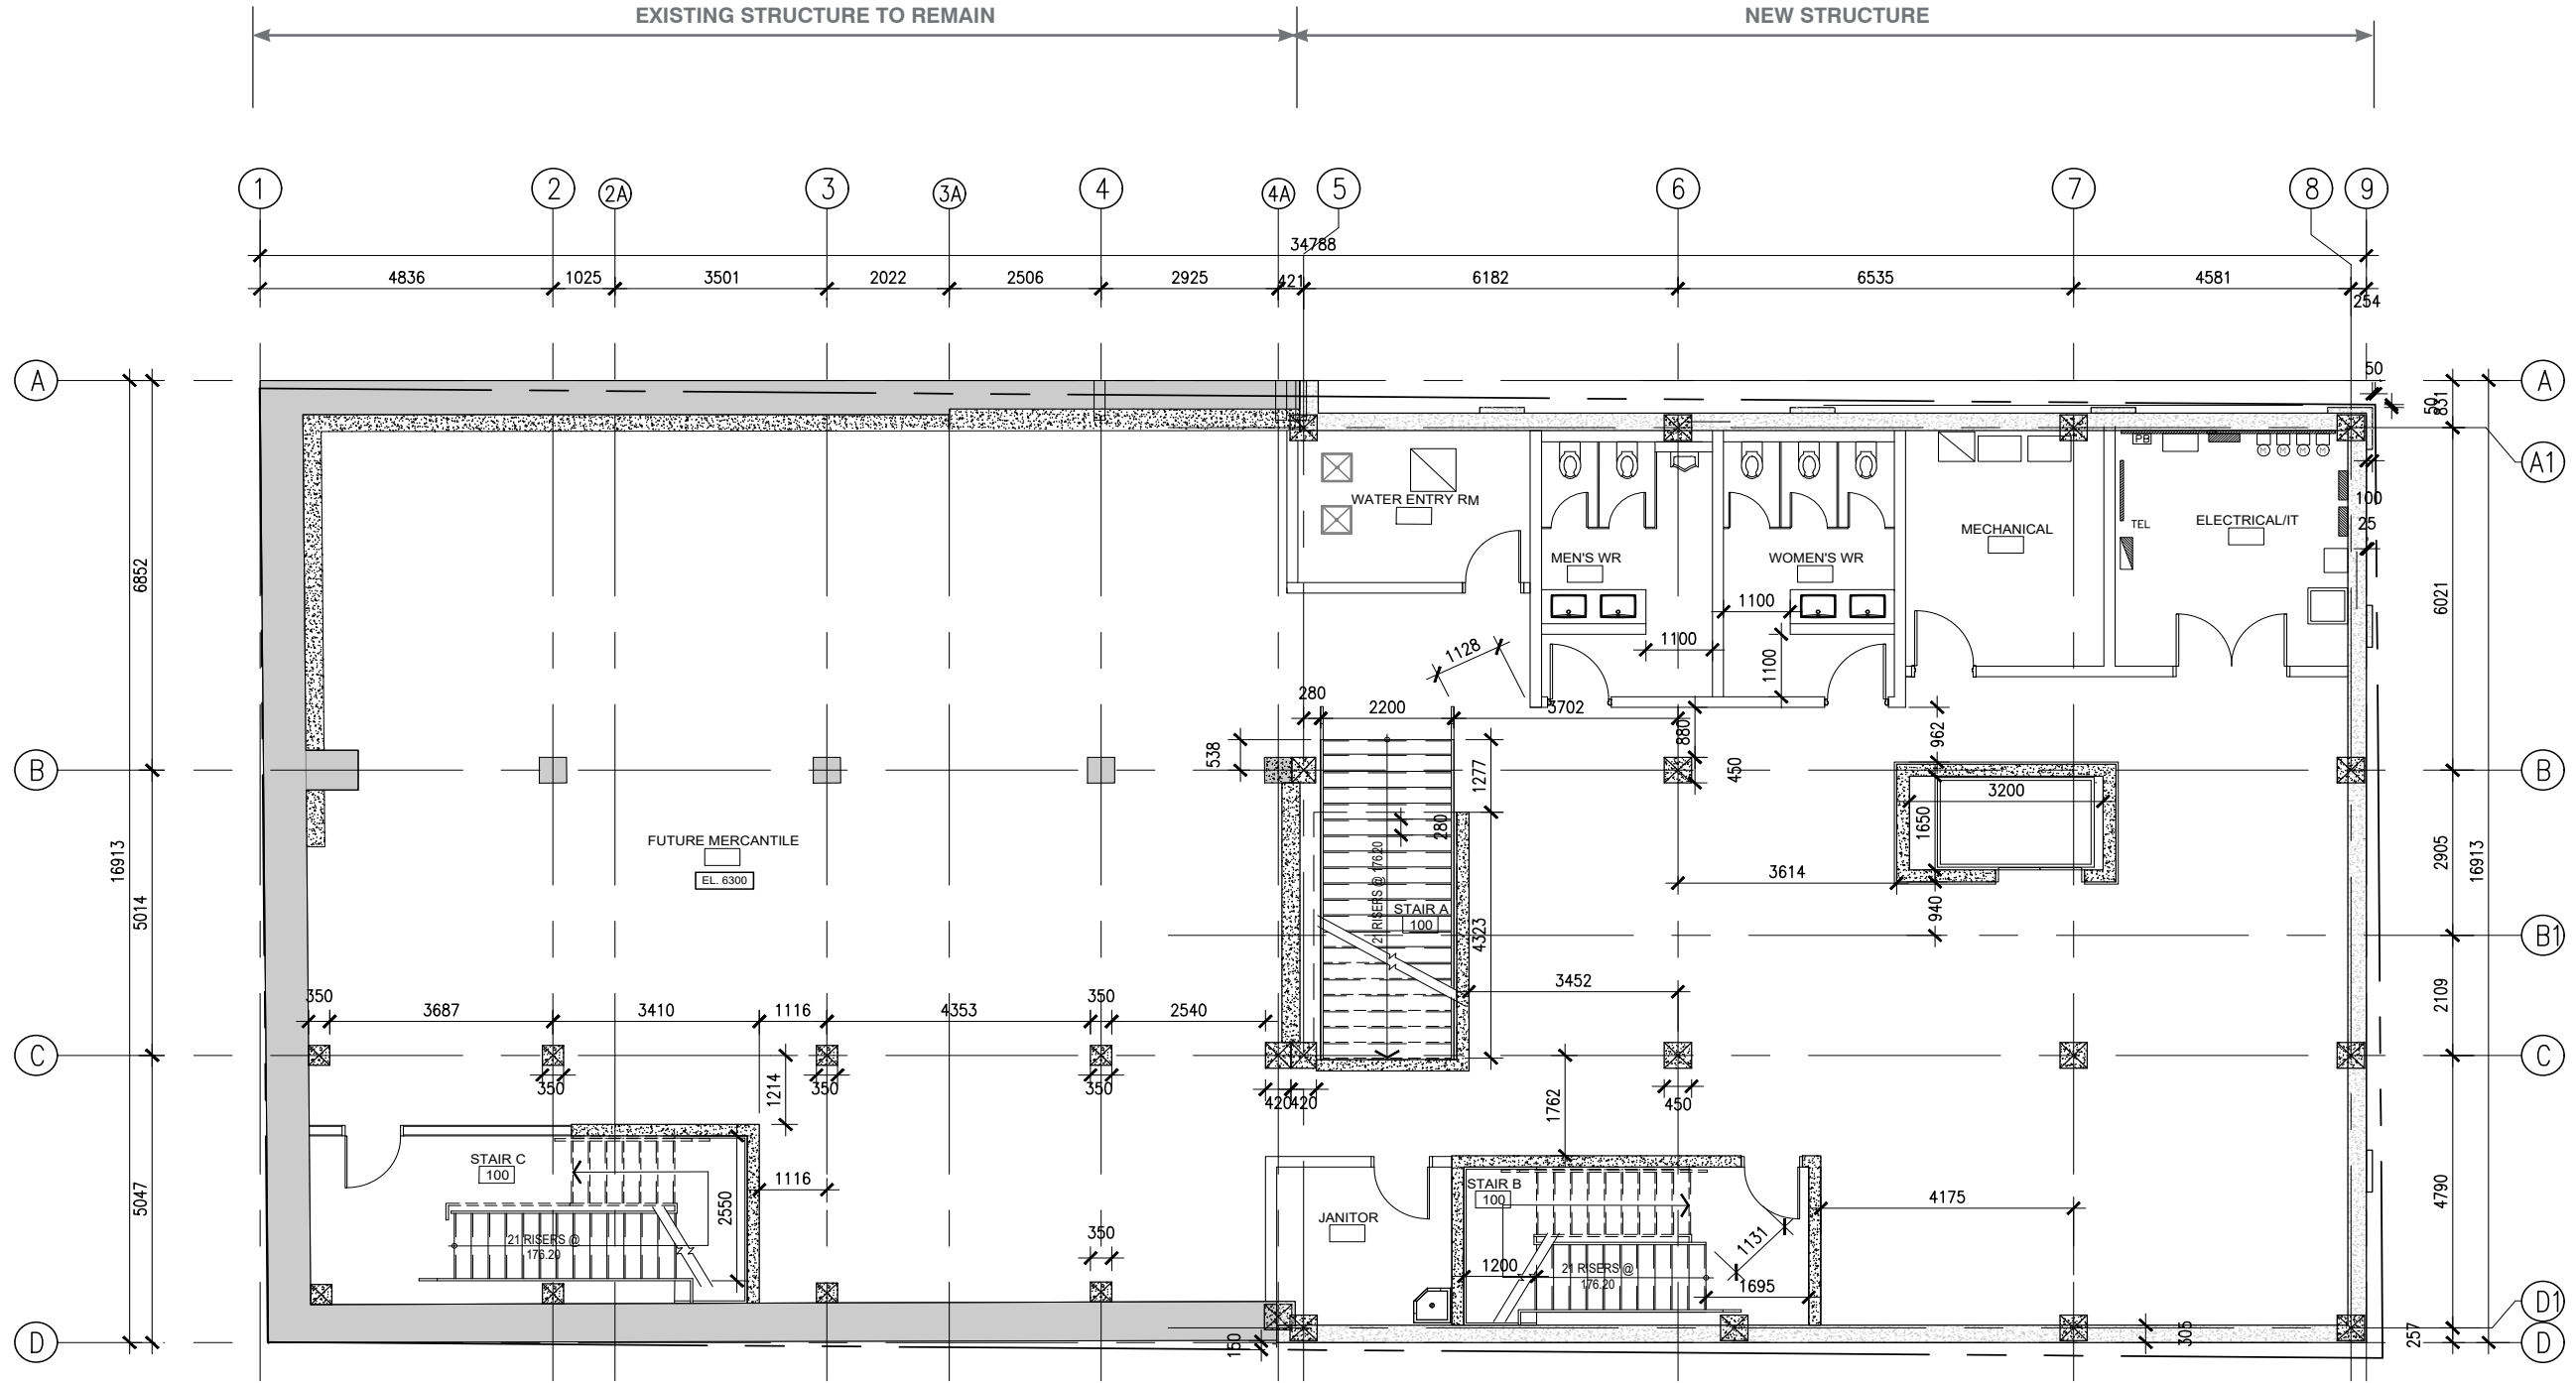 EXISTING STRUCTURE TO REMAIN
NEW STRUCTURE
1
2
2A
3
3A
4
4A
5
6
7
8
9
34788
4836
1025
3501
2022
2506
2925
421
6182
6535
4581
254
50
A
A
50
831
PB
M
M
M
M
A1
WATER ENTRY RM
100
TEL
ELECTRICAL/IT
25
MECHANICAL
MEN'S WR
WOMEN'S WR
6852
6021
1100
1100
1128
1100
280
2200
3702
880
962
538
1277
450
B
B
3200
1650
280
FUTURE MERCANTILE
EL. 6300
16913
16913
2905
3614
21 RISERS @ 176.20
STAIR A
100
940
5014
4323
B1
3452
2109
350
3687
3410
1116
4353
350
2540
C
C
350
350
350
1214
420
420
450
1762
STAIR C
100
1116
2550
5047
STAIR B
100
4175
4790
JANITOR
350
21 RISERS @
176.20
1131
1200
21 RISERS @
176.20
1695
D1
160
305
257
D
D